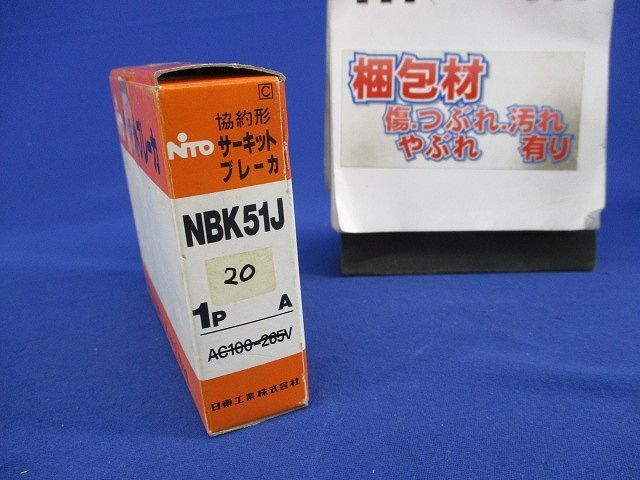 C
NITO
協約形
サーキット
ブレーカ
NBK51J
20
1P A
AC100-265V
日東工業株式会社
梱包材
傷.つぶれ.汚れ
やぶれ 有り